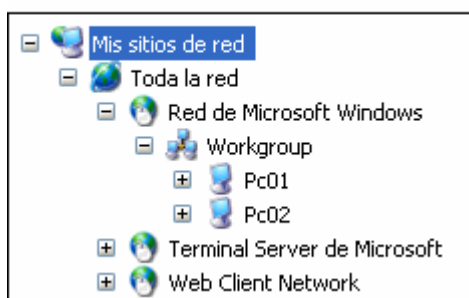 Mis sitios de red
Toda la red
Red de Microsoft Windows
Workgroup
Pc01
Pc02
Terminal Server de Microsoft
Web Client Network